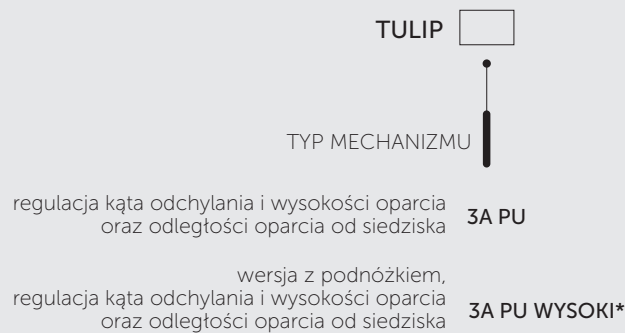 TULIP
TYP MECHANIZMU
regulacja kąta odchylania i wysokości oparcia
oraz odległości oparcia od siedziska 3A PU
wersja z podnóżkiem,
regulacja kąta odchylania i wysokości oparcia
oraz odległości oparcia od siedziska 3A PU WYSOKI*